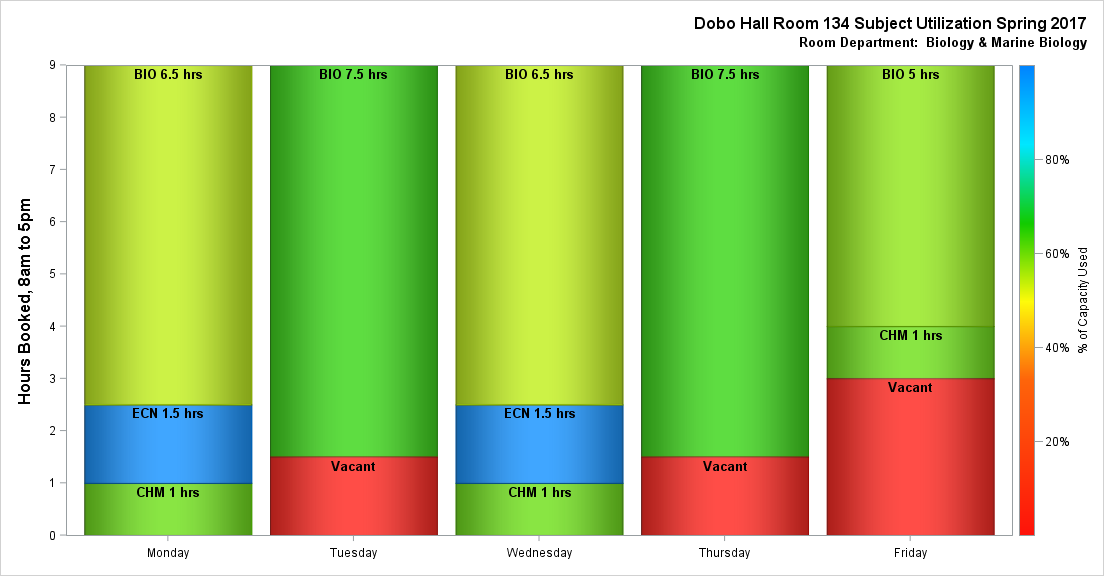 Dobo Hall Room 134 Subject Utilization Spring 2017
Room Department:  Biology & Marine Biology
Hours Booked, 8am to 5pm
9
8
7
6
5
4
3
2
1
0
BIO 6.5 hrs
ECN 1.5 hrs
CHM 1 hrs
BIO 7.5 hrs
Vacant
BIO 6.5 hrs
ECN 1.5 hrs
CHM 1 hrs
BIO 7.5 hrs
Vacant
BIO 5 hrs
CHM 1 hrs
Vacant
Monday
Tuesday
Wednesday
Thursday
Friday
80%
60%
40%
20%
% of Capacity Used